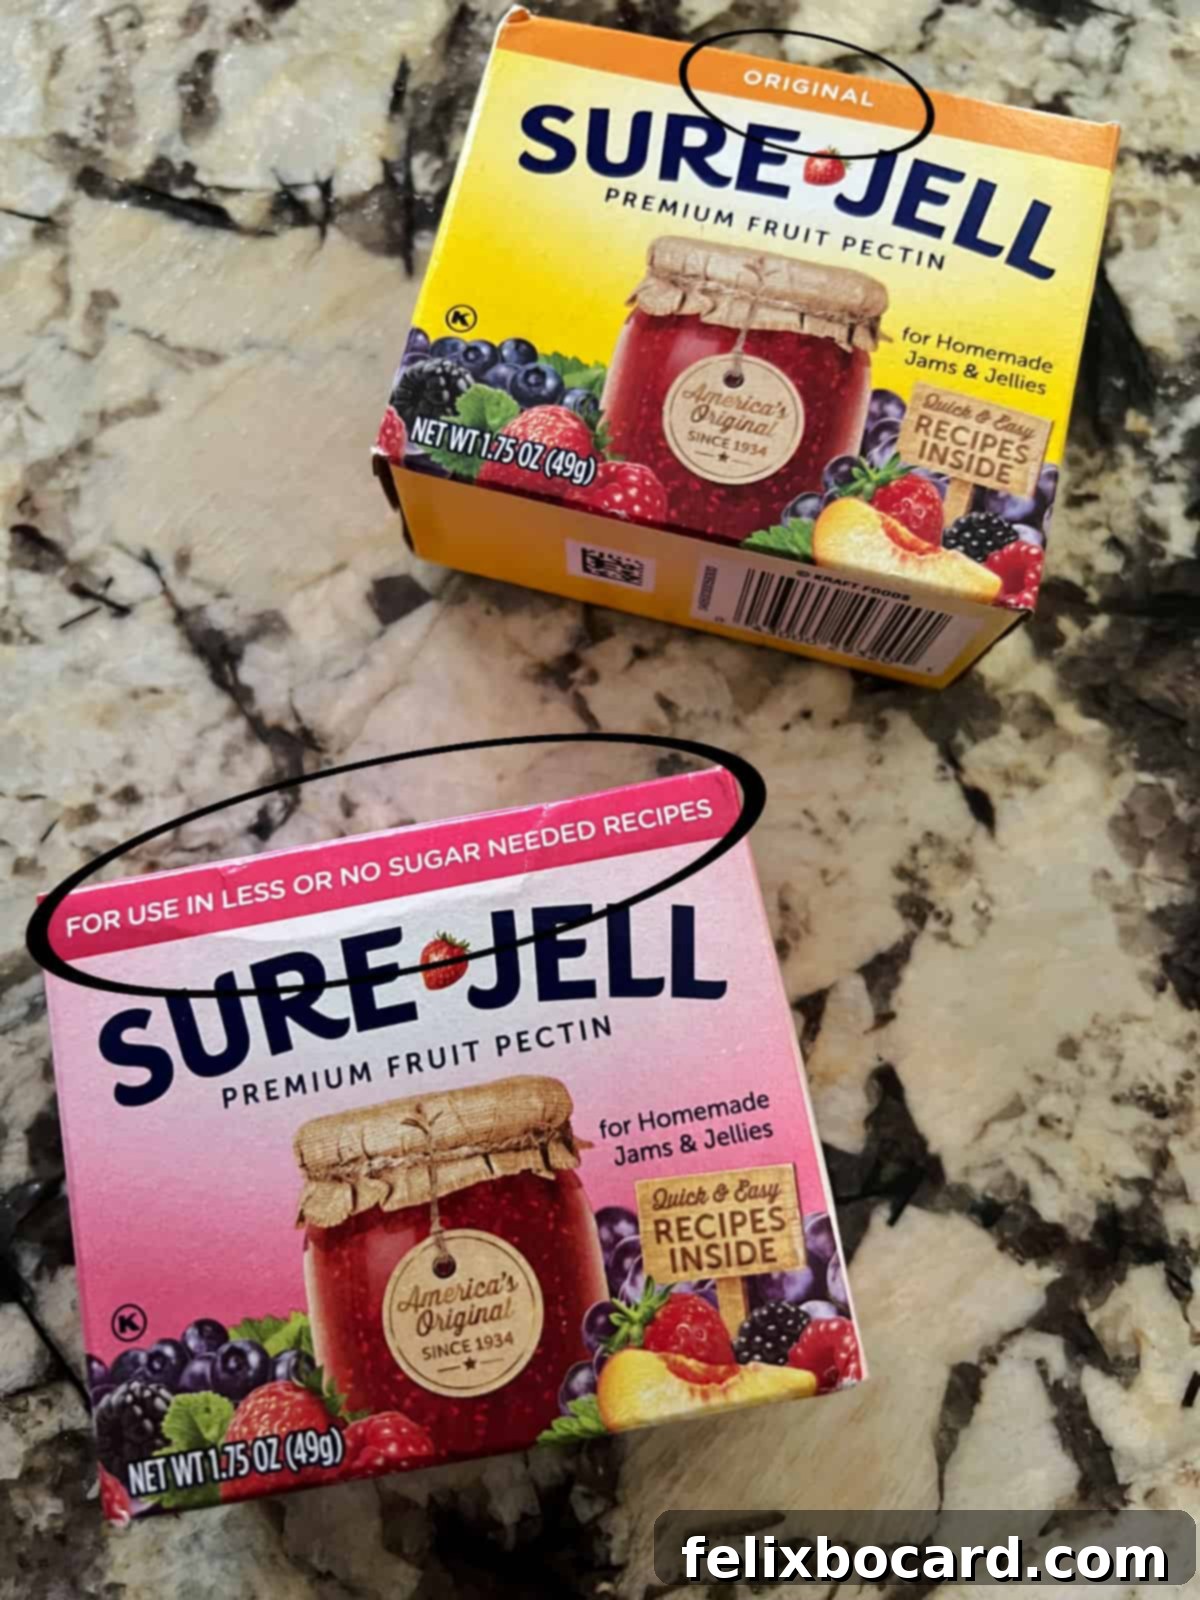 ORIGINAL
SURE JELL
PREMIUM FRUIT PECTIN
for Homemade
Jams & Jellies
Quick & Easy
RECIPES
INSIDE
America's
Original
SINCE 1934
K
NET WT 1.75 OZ (49g)
© KRAFT FOODS
FOR USE IN LESS OR NO SUGAR NEEDED RECIPES
SURE JELL
PREMIUM FRUIT PECTIN
for Homemade
Jams & Jellies
Quick & Easy
RECIPES
INSIDE
America's
Original
SINCE 1934
K
NET WT 1.75 OZ (49g)
felixbocard.com